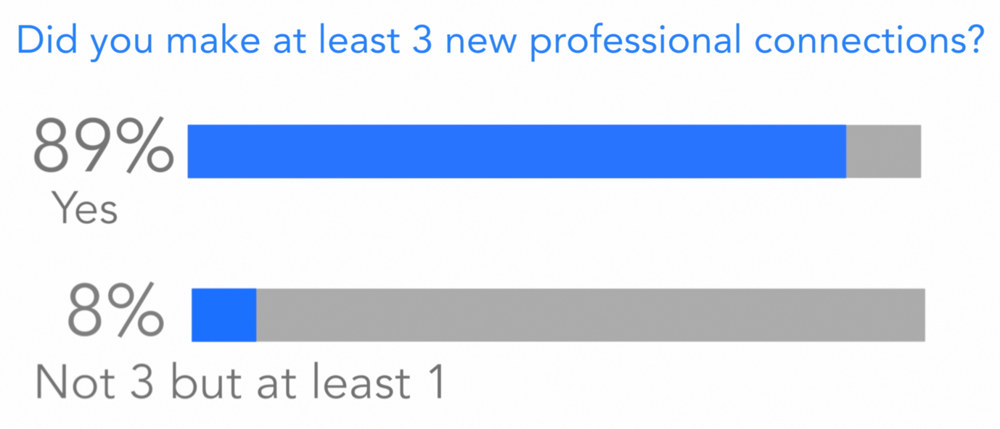 Did you make at least 3 new professional connections?
89%
Yes
8%
Not 3 but at least 1